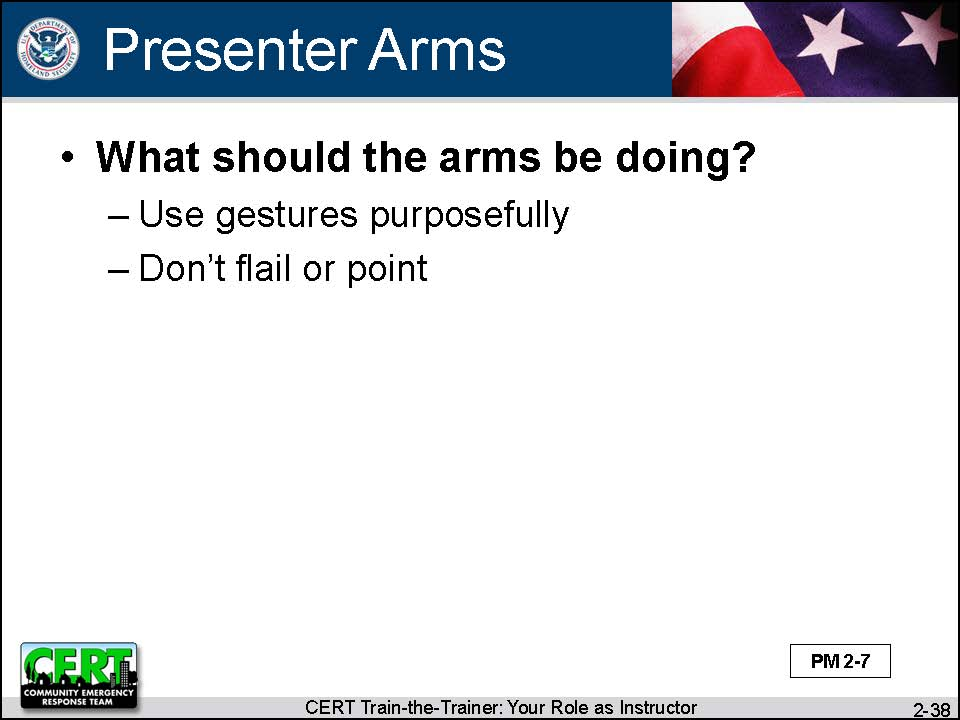 U.S. DEPARTMENT OF HOMELAND SECURITY
Presenter Arms
• What should the arms be doing?
– Use gestures purposefully
– Don’t flail or point
PM 2-7
CERT
COMMUNITY EMERGENCY
RESPONSE TEAM
CERT Train-the-Trainer: Your Role as Instructor
2-38